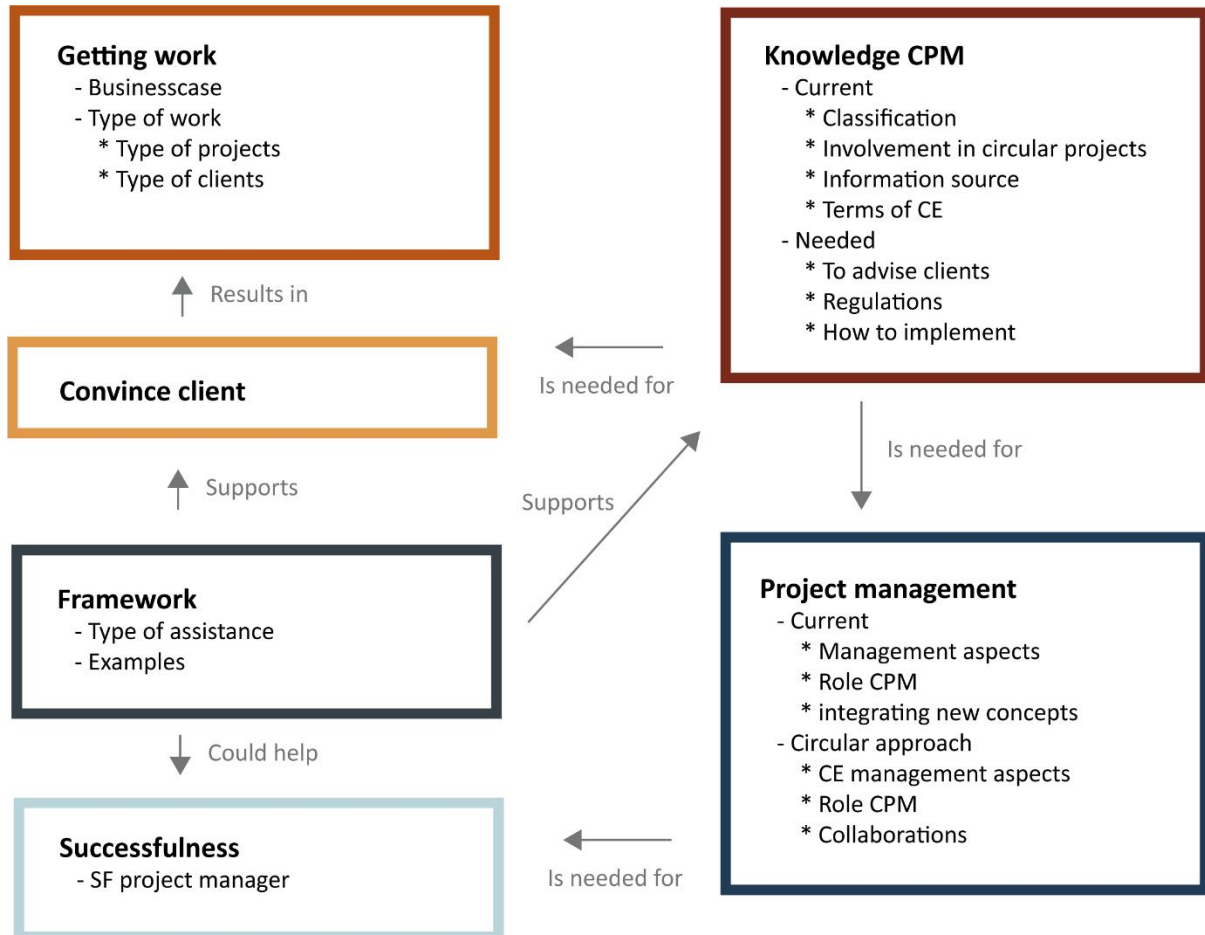 Getting work
- Businesscase
- Type of work
* Type of projects
* Type of clients
Results in
Convince client
Supports
Framework
- Type of assistance
- Examples
Could help
Successfulness
- SF project manager
Is needed for
Supports
Is needed for
Knowledge CPM
- Current
* Classification
* Involvement in circular projects
* Information source
* Terms of CE
- Needed
* To advise clients
* Regulations
* How to implement
Is needed for
Project management
- Current
* Management aspects
* Role CPM
* integrating new concepts
- Circular approach
* CE management aspects
* Role CPM
* Collaborations